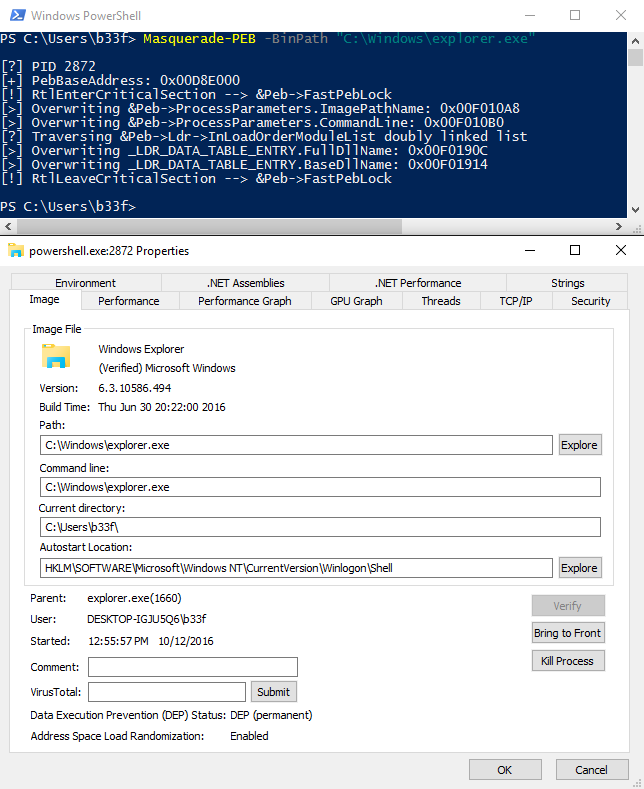 Windows PowerShell
PS C:\Users\b33f> Masquerade-PEB -BinPath "C:\Windows\explorer.exe"
[?] PID 2872
[+] PebBaseAddress: 0x00D8E000
[!] RtlEnterCriticalSection --> &Peb->FastPebLock
[>] Overwriting &Peb->ProcessParameters.ImagePathName: 0x00F010A8
[>] Overwriting &Peb->ProcessParameters.CommandLine: 0x00F010B0
[?] Traversing &Peb->Ldr->InLoadOrderModuleList doubly linked list
[>] Overwriting _LDR_DATA_TABLE_ENTRY.FullDllName: 0x00F0190C
[>] Overwriting _LDR_DATA_TABLE_ENTRY.BaseDllName: 0x00F01914
[!] RtlLeaveCriticalSection --> &Peb->FastPebLock
PS C:\Users\b33f>
powershell.exe:2872 Properties
Environment .NET Assemblies .NET Performance Strings
Image Performance Performance Graph GPU Graph Threads TCP/IP Security
Image File
Windows Explorer
(Verified) Microsoft Windows
Version: 6.3.10586.494
Build Time: Thu Jun 30 20:22:00 2016
Path:
C:\Windows\explorer.exe Explore
Command line:
C:\Windows\explorer.exe
Current directory:
C:\Users\b33f\
Autostart Location:
HKLM\SOFTWARE\Microsoft\Windows NT\CurrentVersion\Winlogon\Shell Explore
Parent: explorer.exe(1660) Verify
User: DESKTOP-IGJU5Q6\b33f Bring to Front
Started: 12:55:57 PM 10/12/2016 Kill Process
Comment:
VirusTotal: Submit
Data Execution Prevention (DEP) Status: DEP (permanent)
Address Space Load Randomization: Enabled
OK Cancel